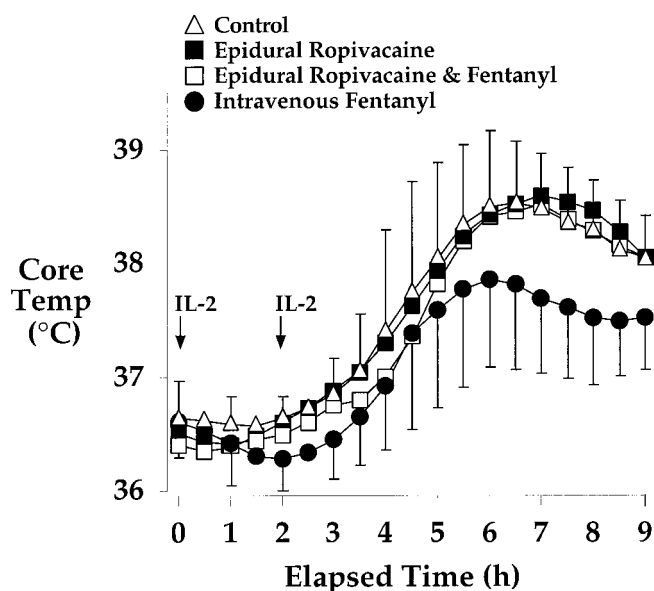 Control
Epidural Ropivacaine
Epidural Ropivacaine & Fentanyl
Intravenous Fentanyl
39
38
37
36
Core
Temp
(°C)
IL-2 IL-2
0 1 2 3 4 5 6 7 8 9
Elapsed Time (h)